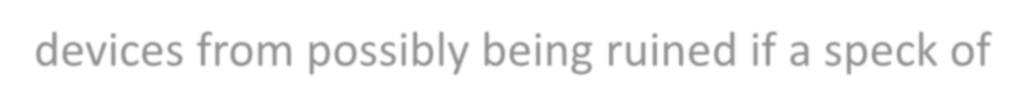 devices from possibly being ruined if a speck of